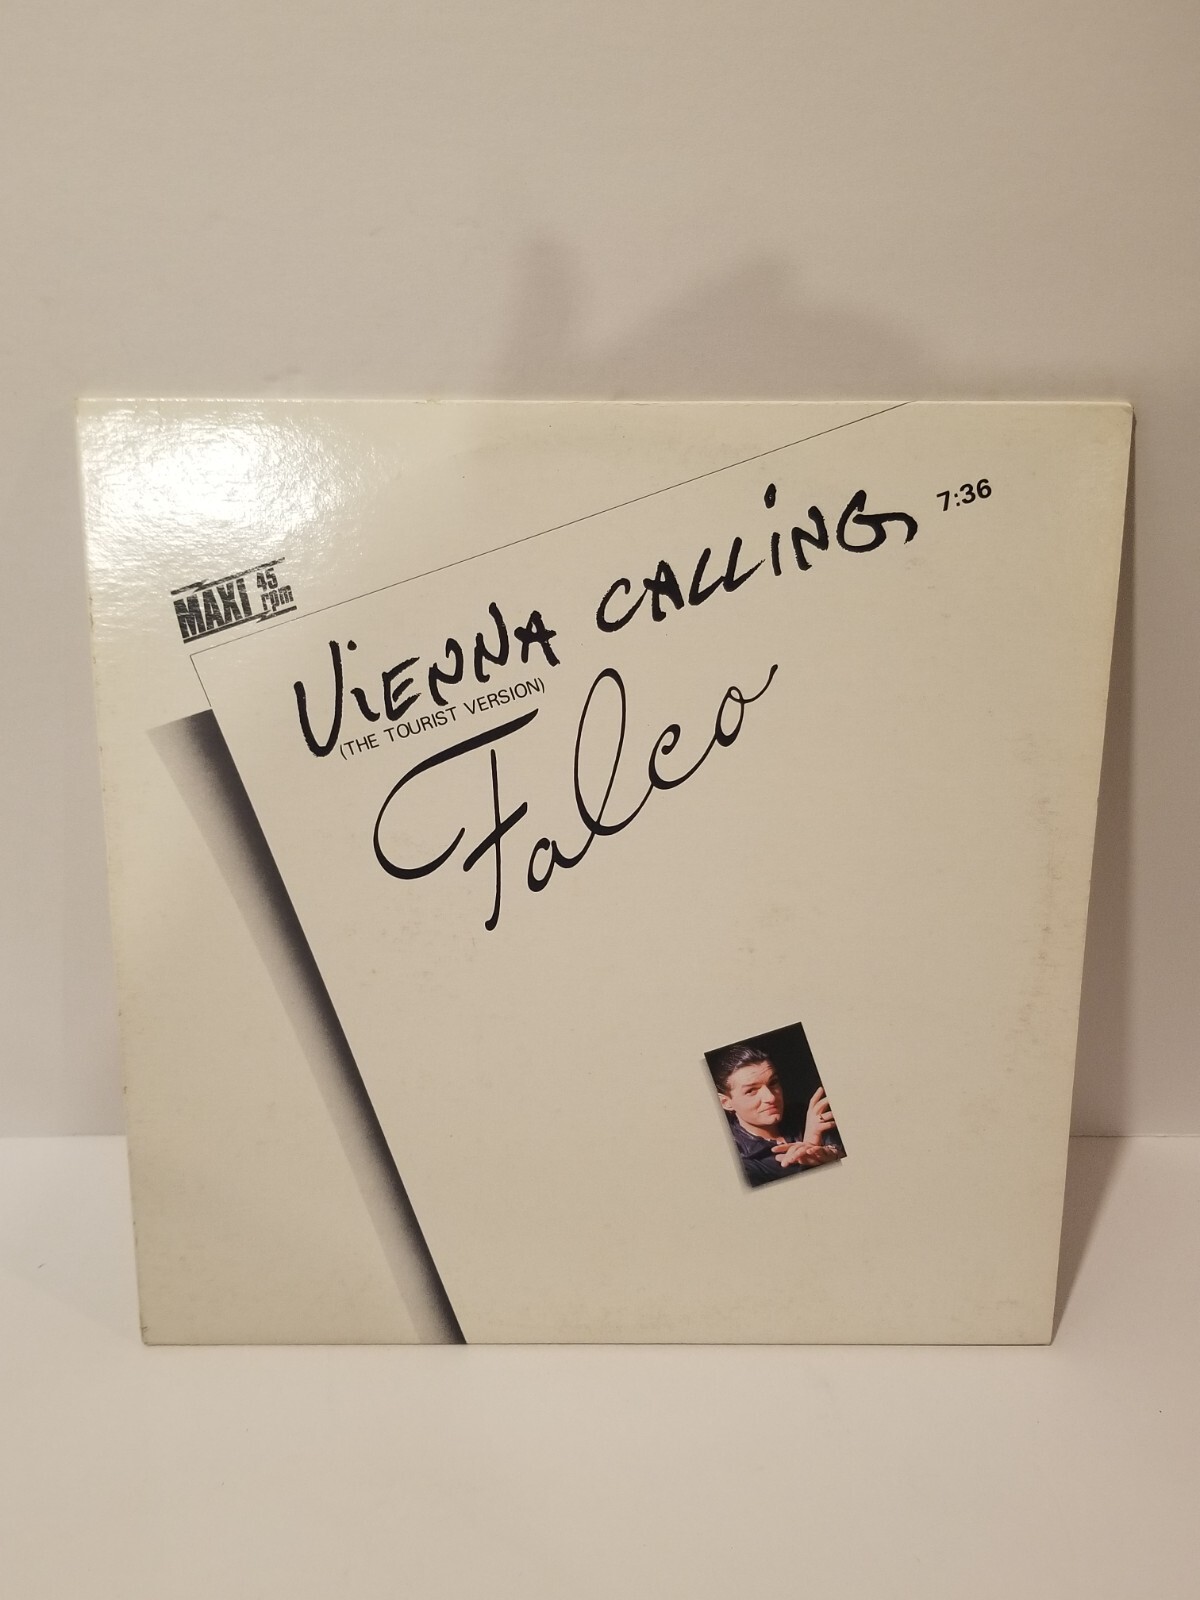 MAXI 45 rpm
ViENNA CALLiNG 7:36
(THE TOURIST VERSION)
Falco